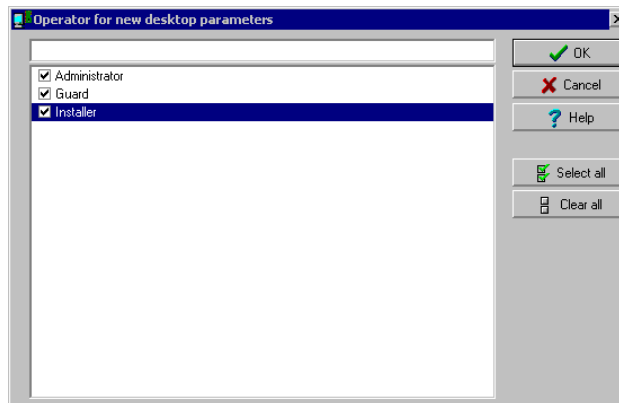 Operator for new desktop parameters
OK
Administrator
Cancel
Guard
Installer
Help
Select all
Clear all